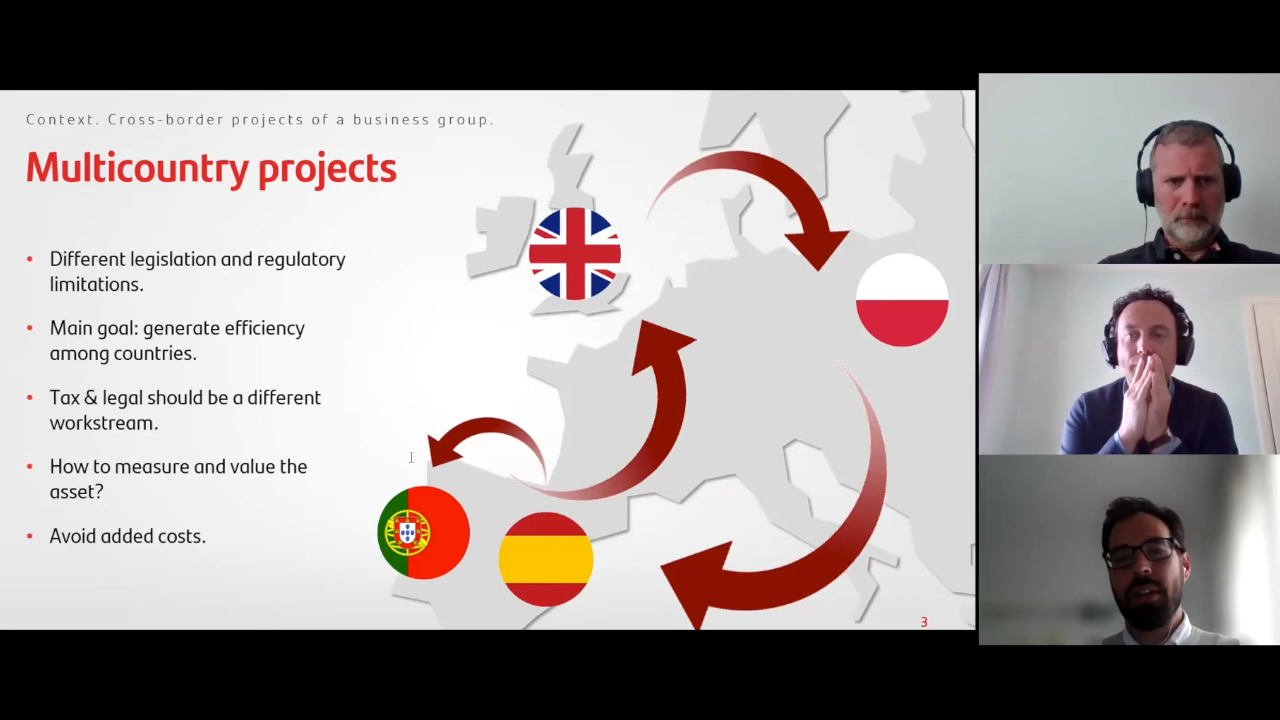 Context. Cross-border projects of a business group.
Multicountry projects
• Different legislation and regulatory
limitations.
• Main goal: generate efficiency
among countries.
• Tax & legal should be a different
workstream.
• How to measure and value the
asset?
• Avoid added costs.
3